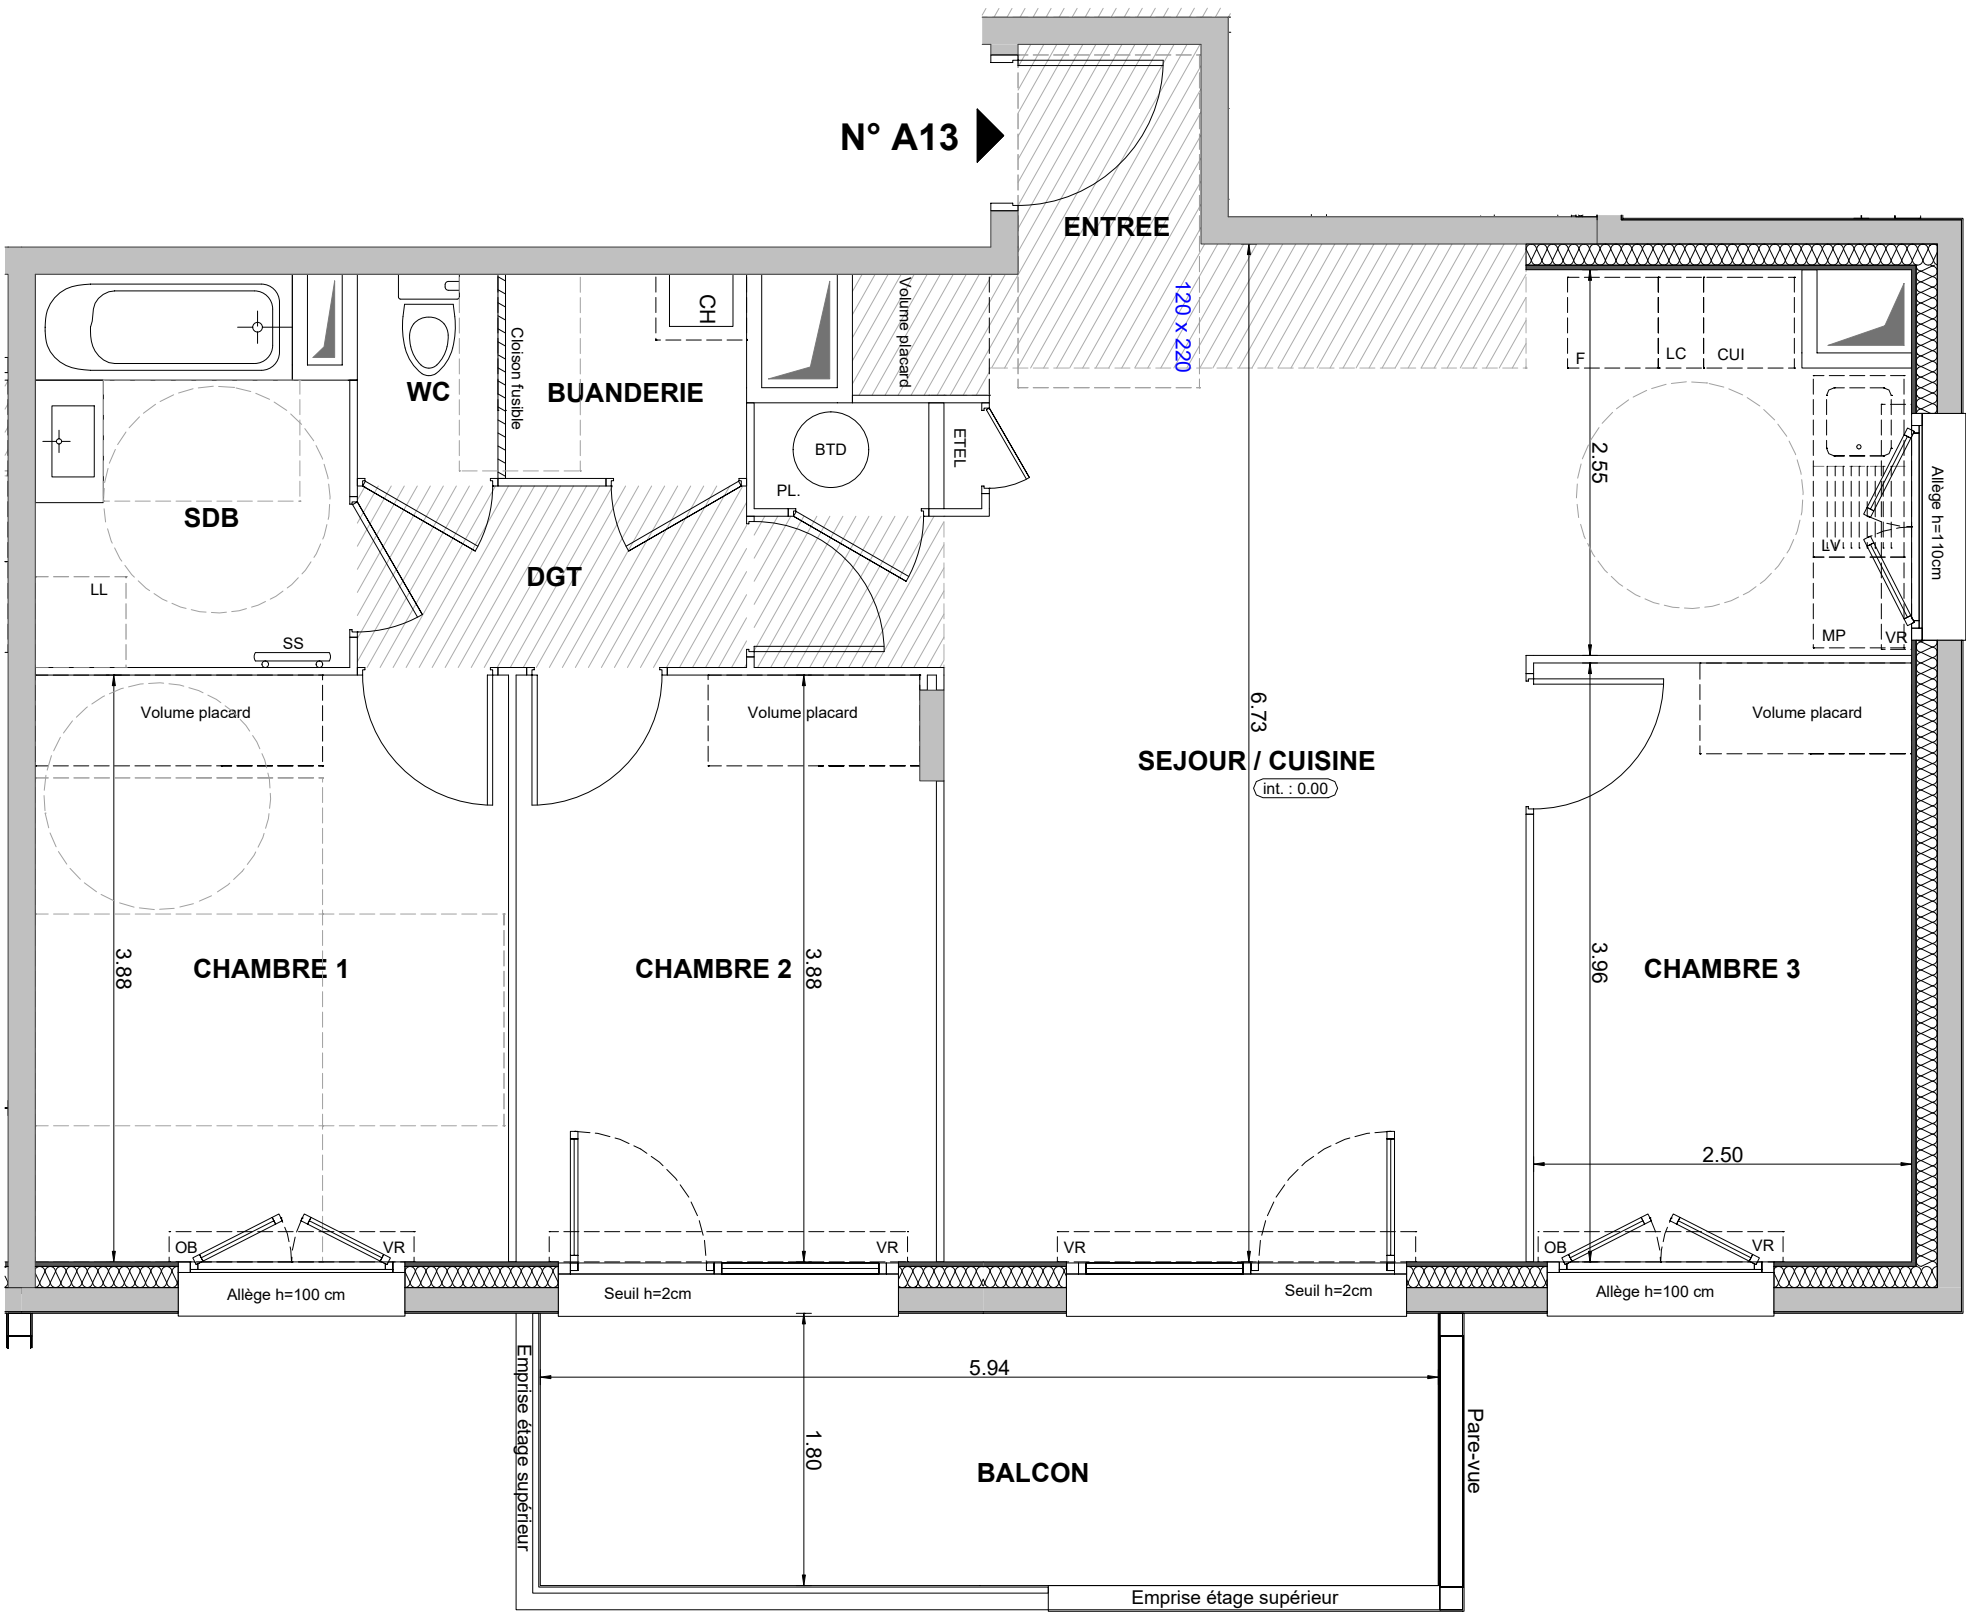 N° A13
ENTREE
120 x 220
Volume placard
CH
Cloison fusible
WC
BUANDERIE
F
LC
CUI
BTD
ETEL
PL.
2.55
Allège h=110cm
SDB
LV
DGT
LL
SS
MP
VR
Volume placard
Volume placard
Volume placard
6.73
SEJOUR / CUISINE
int. : 0.00
3.88
CHAMBRE 1
CHAMBRE 2
3.88
3.96
CHAMBRE 3
2.50
OB
VR
VR
VR
OB
VR
Allège h=100 cm
Seuil h=2cm
Seuil h=2cm
Allège h=100 cm
Emprise étage supérieur
5.94
1.80
BALCON
Pare-vue
Emprise étage supérieur